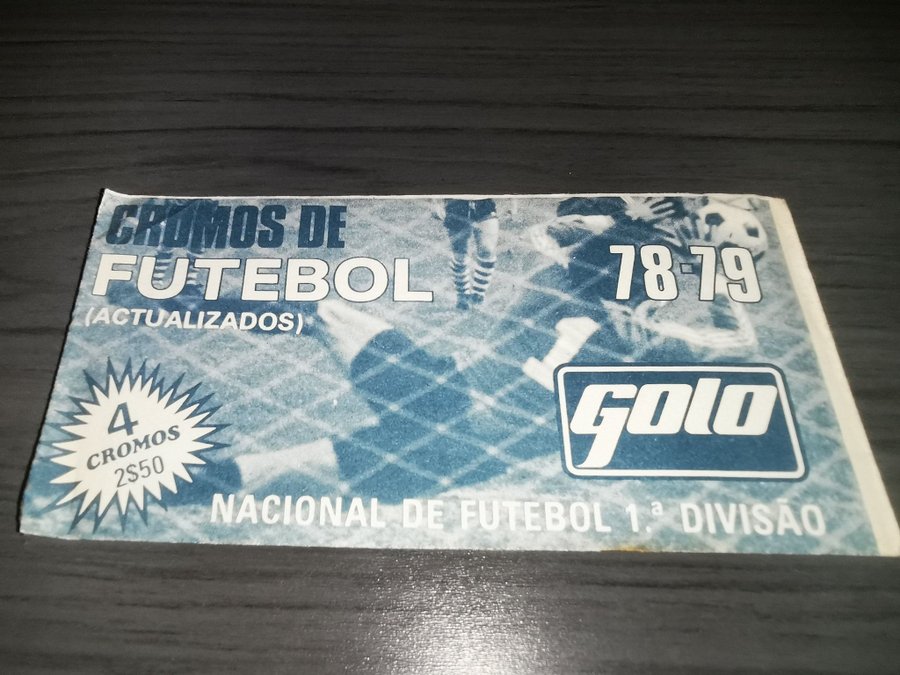 CROMOS DE
FUTEBOL
(ACTUALIZADOS)
78-79
golo
4
CROMOS
2$50
NACIONAL DE FUTEBOL 1.ª DIVISÃO